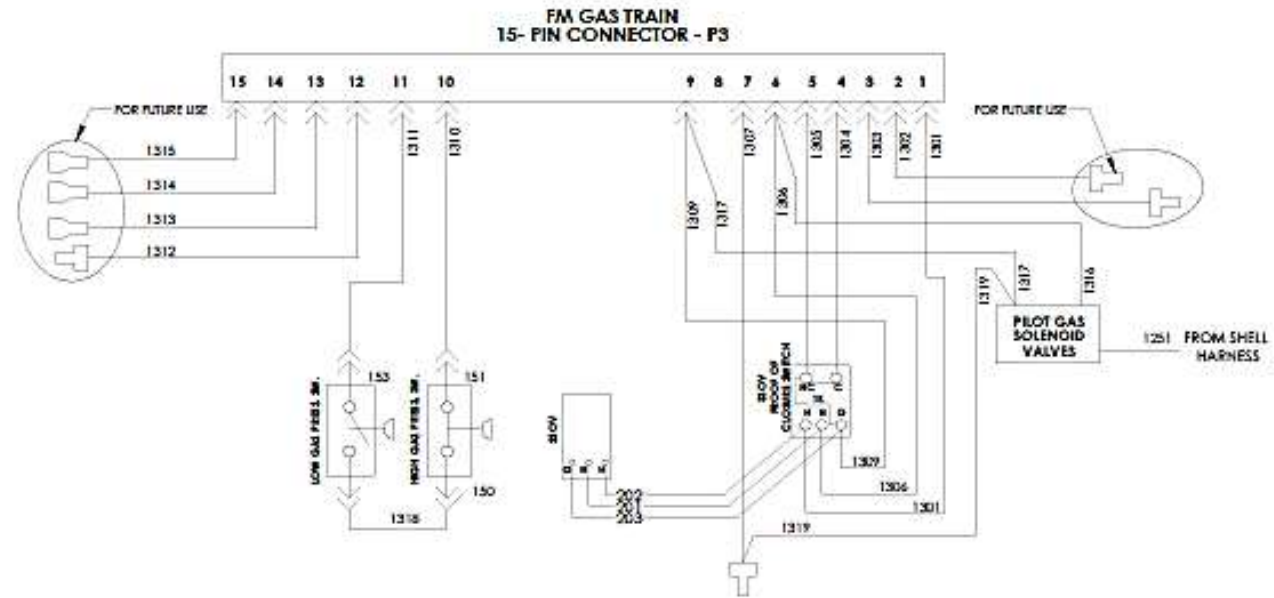 FM GAS TRAIN
15- PIN CONNECTOR - P3
15 14 13 12 11 10 9 8 7 6 5 4 3 2 1
FOR FUTURE USE
FOR FUTURE USE
1315
1314
1313
1312
1311
1310
1307
1305
1304
1303
1302
1301
1309
1317
1306
1319
1317
1316
PILOT GAS
SOLENOID
VALVES
1251 FROM SHELL
HARNESS
153
151
LOW GAS PRESS. SW.
HIGH GAS PRESS. SW.
150
1318
SSOV
SSOV
PROOF OF
CLOSURE SWITCH
202
201
203
1309
1306
1301
1319